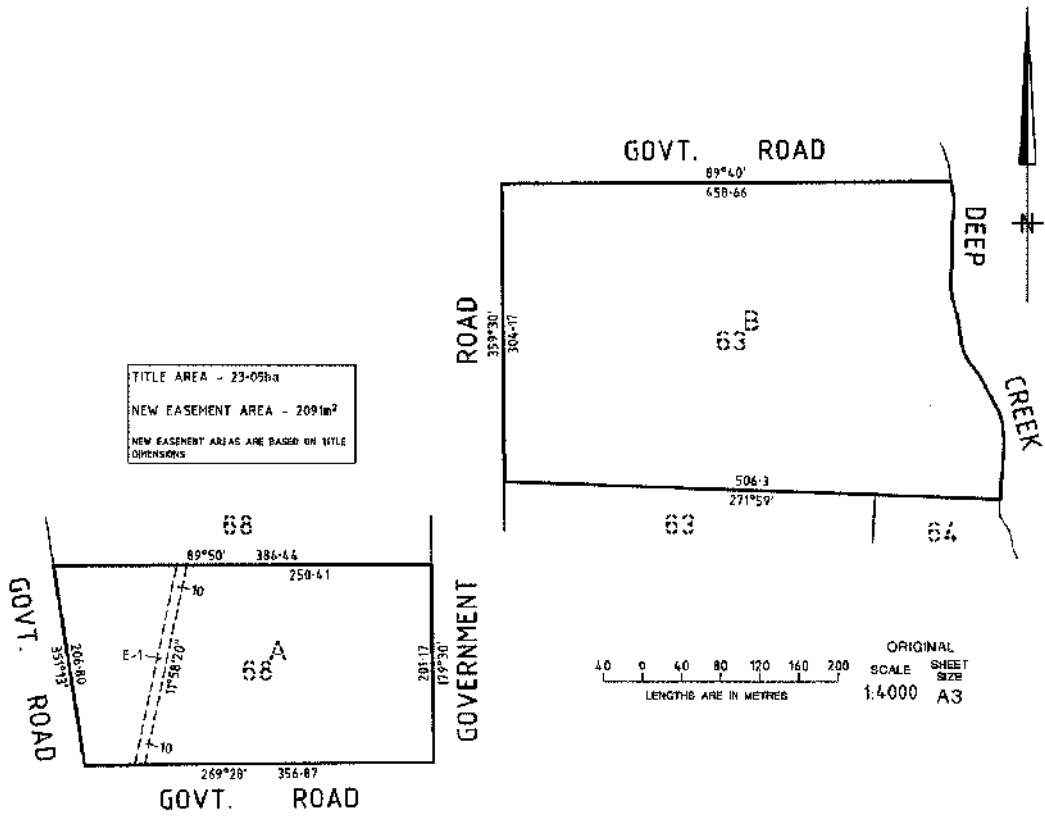 GOVT. ROAD
89°40'
458·66
DEEP
N
ROAD
359°30'
304·17
B
63
TITLE AREA - 23·05ha
NEW EASEMENT AREA - 2091m²
NEW EASEMENT AREAS ARE BASED ON TITLE
DIMENSIONS
CREEK
506·3
271°59'
63
64
68
89°50' 386·44
250·41
10
GOVT.
ROAD
351°13'
206·80
E-1
11°58'20"
A
68
201·17
179°30'
GOVERNMENT
10
269°28' 356·87
GOVT. ROAD
40 0 40 80 120 160 200
LENGTHS ARE IN METRES
ORIGINAL
SCALE
1:4000
SHEET
SIZE
A3